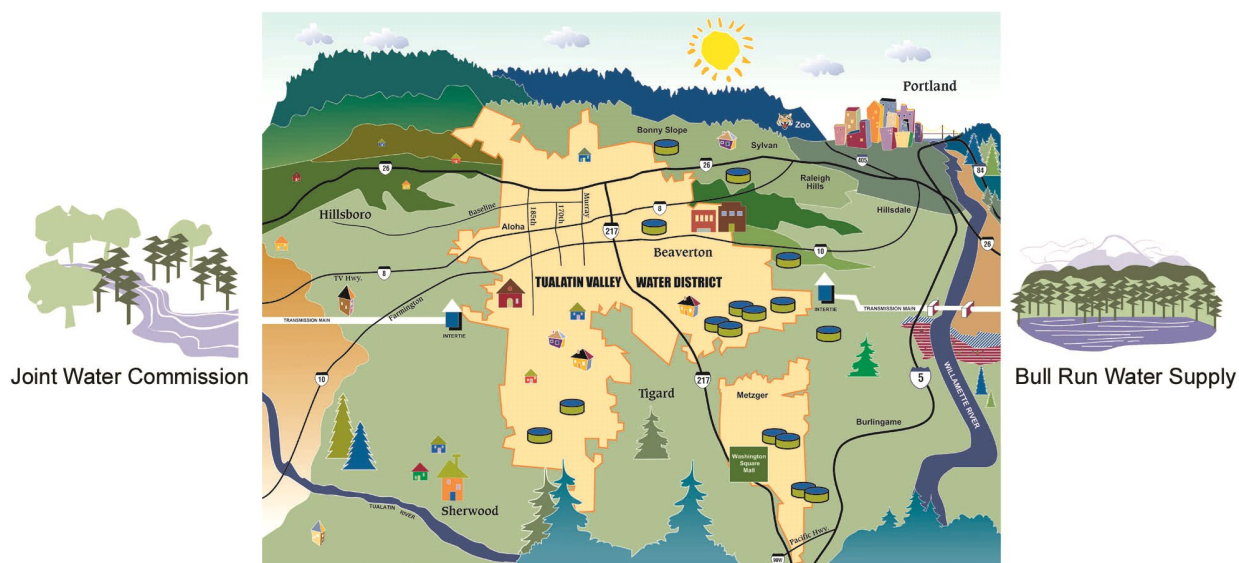 Portland
Zoo
Bonny Slope
Sylvan
405
84
26
26
Raleigh
Hills
Hillsboro
Baseline
185th
170th
Murray
8
Hillsdale
Aloha
217
Beaverton
10
26
TV Hwy.
8
TUALATIN VALLEY WATER DISTRICT
Farmington
TRANSMISSION MAIN
INTERTIE
INTERTIE
TRANSMISSION MAIN
Joint Water Commission
Bull Run Water Supply
10
217
5
WILLAMETTE RIVER
Tigard
Metzger
Burlingame
Washington
Square
Mall
Sherwood
TUALATIN
RIVER
Pacific Hwy.
99W